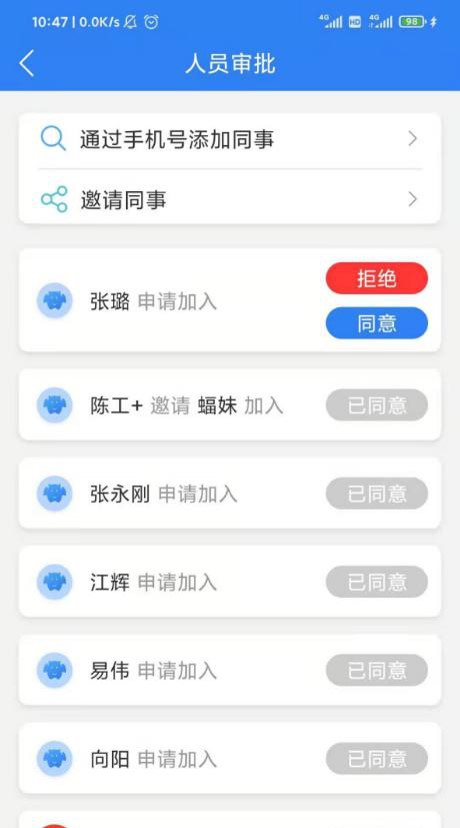 10:47 | 0.0K/s 4G HD 4G 98
人员审批
通过手机号添加同事
邀请同事
拒绝
张璐 申请加入
同意
陈工+ 邀请 蝠妹 加入 已同意
张永刚 申请加入 已同意
江辉 申请加入 已同意
易伟 申请加入 已同意
向阳 申请加入 已同意